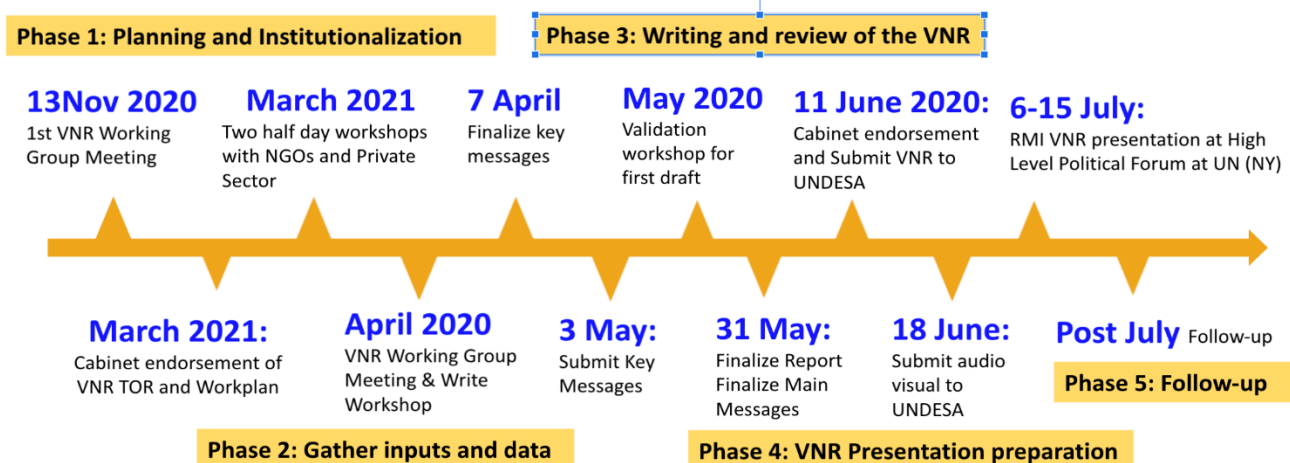 Phase 1: Planning and Institutionalization
Phase 3: Writing and review of the VNR
13Nov 2020
1st VNR Working
Group Meeting
March 2021
Two half day workshops
with NGOs and Private
Sector
7 April
Finalize key
messages
May 2020
Validation
workshop for
first draft
11 June 2020:
Cabinet endorsement
and Submit VNR to
UNDESA
6-15 July:
RMI VNR presentation at High
Level Political Forum at UN (NY)
March 2021:
Cabinet endorsement of
VNR TOR and Workplan
April 2020
VNR Working Group
Meeting & Write
Workshop
3 May:
Submit Key
Messages
31 May:
Finalize Report
Finalize Main
Messages
18 June:
Submit audio
visual to
UNDESA
Post July Follow-up
Phase 5: Follow-up
Phase 2: Gather inputs and data
Phase 4: VNR Presentation preparation